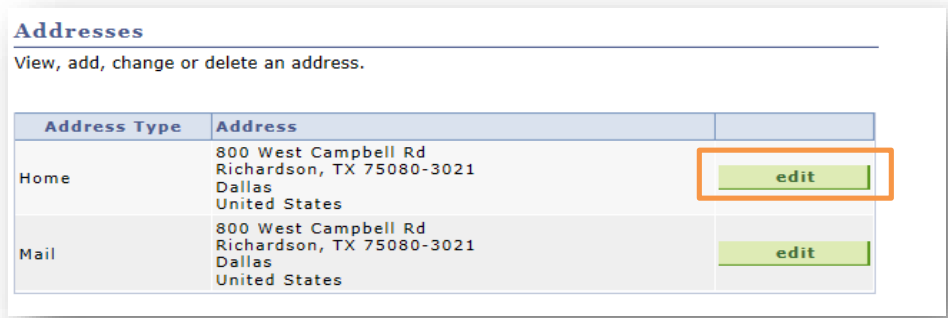 Addresses
View, add, change or delete an address.
Address Type Address
Home
800 West Campbell Rd
Richardson, TX 75080-3021
Dallas
United States
edit
Mail
800 West Campbell Rd
Richardson, TX 75080-3021
Dallas
United States
edit